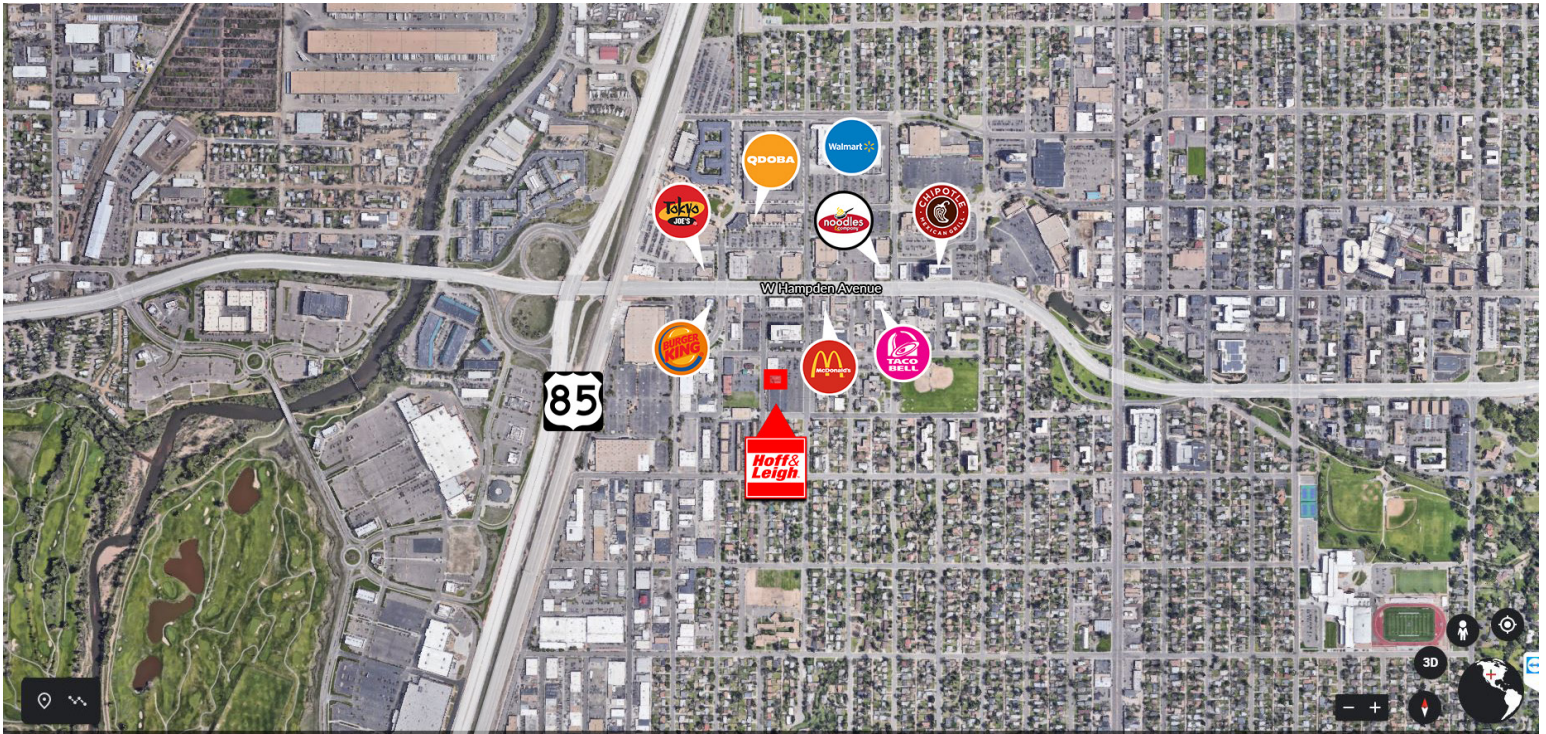 QDOBA
Walmart
Tokyo
JOE'S
noodles
& company
CHIPOTLE
MEXICAN GRILL
W Hampden Avenue
BURGER
KING
McDonald's
TACO
BELL
85
Hoff&
Leigh
3D